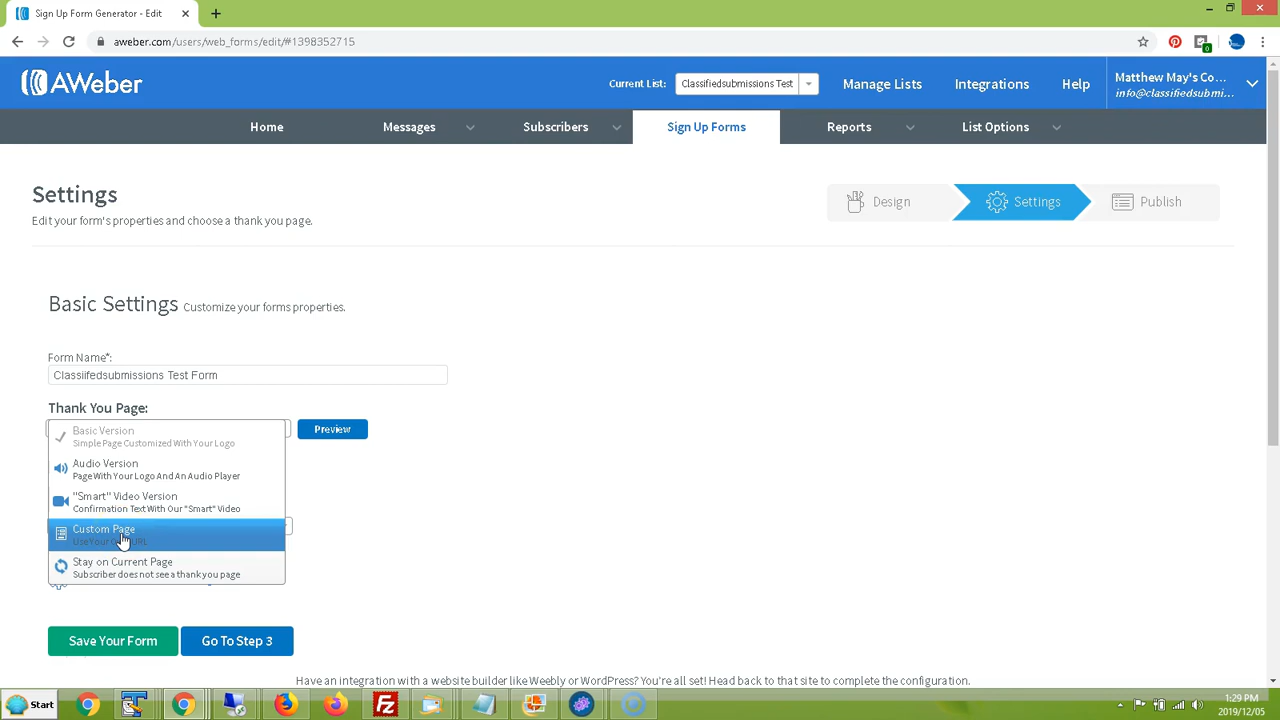 Sign Up Form Generator - Edit
aweber.com/users/web_forms/edit/#1398352715
0
AWeber
Current List:
Classifiedsubmissions Test
Manage Lists
Integrations
Help
Matthew May's Co...
info@classifiedsubmi...
Home
Messages
Subscribers
Sign Up Forms
Reports
List Options
Settings
Edit your form's properties and choose a thank you page.
Design
Settings
Publish
Basic Settings Customize your forms properties.
Form Name*:
Classiifedsubmissions Test Form
Thank You Page:
Basic Version
Simple Page Customized With Your Logo
Preview
Audio Version
Page With Your Logo And An Audio Player
"Smart" Video Version
Confirmation Text With Our "Smart" Video
Custom Page
Use Your URL
Stay on Current Page
Subscriber does not see a thank you page
Save Your Form
Go To Step 3
Have an integration with a website builder like Weebly or WordPress? You're all set! Head back to that site to complete the configuration.
Start
1:29 PM
2019/12/05